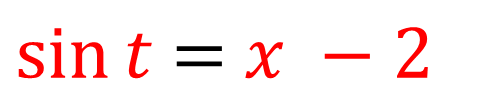 sin t = x − 2